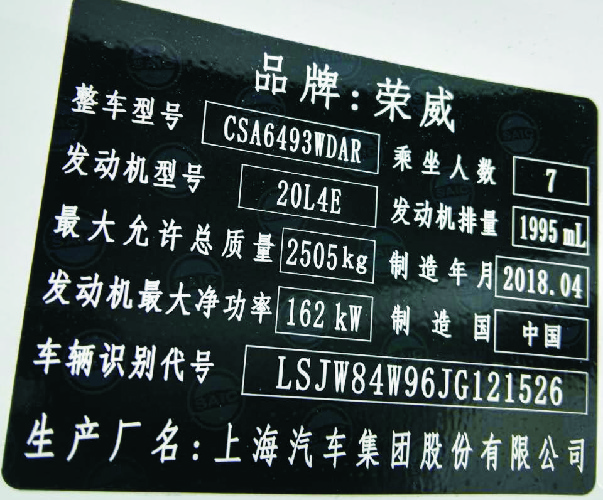 品牌:荣威
整车型号 CSA6493WDAR 乘坐人数 7
发动机型号 20L4E 发动机排量 1995 mL
最大允许总质量 2505kg 制造年月 2018.04
发动机最大净功率 162 kW 制造国 中国
车辆识别代号 LSJW84W96JG121526
生产厂名:上海汽车集团股份有限公司